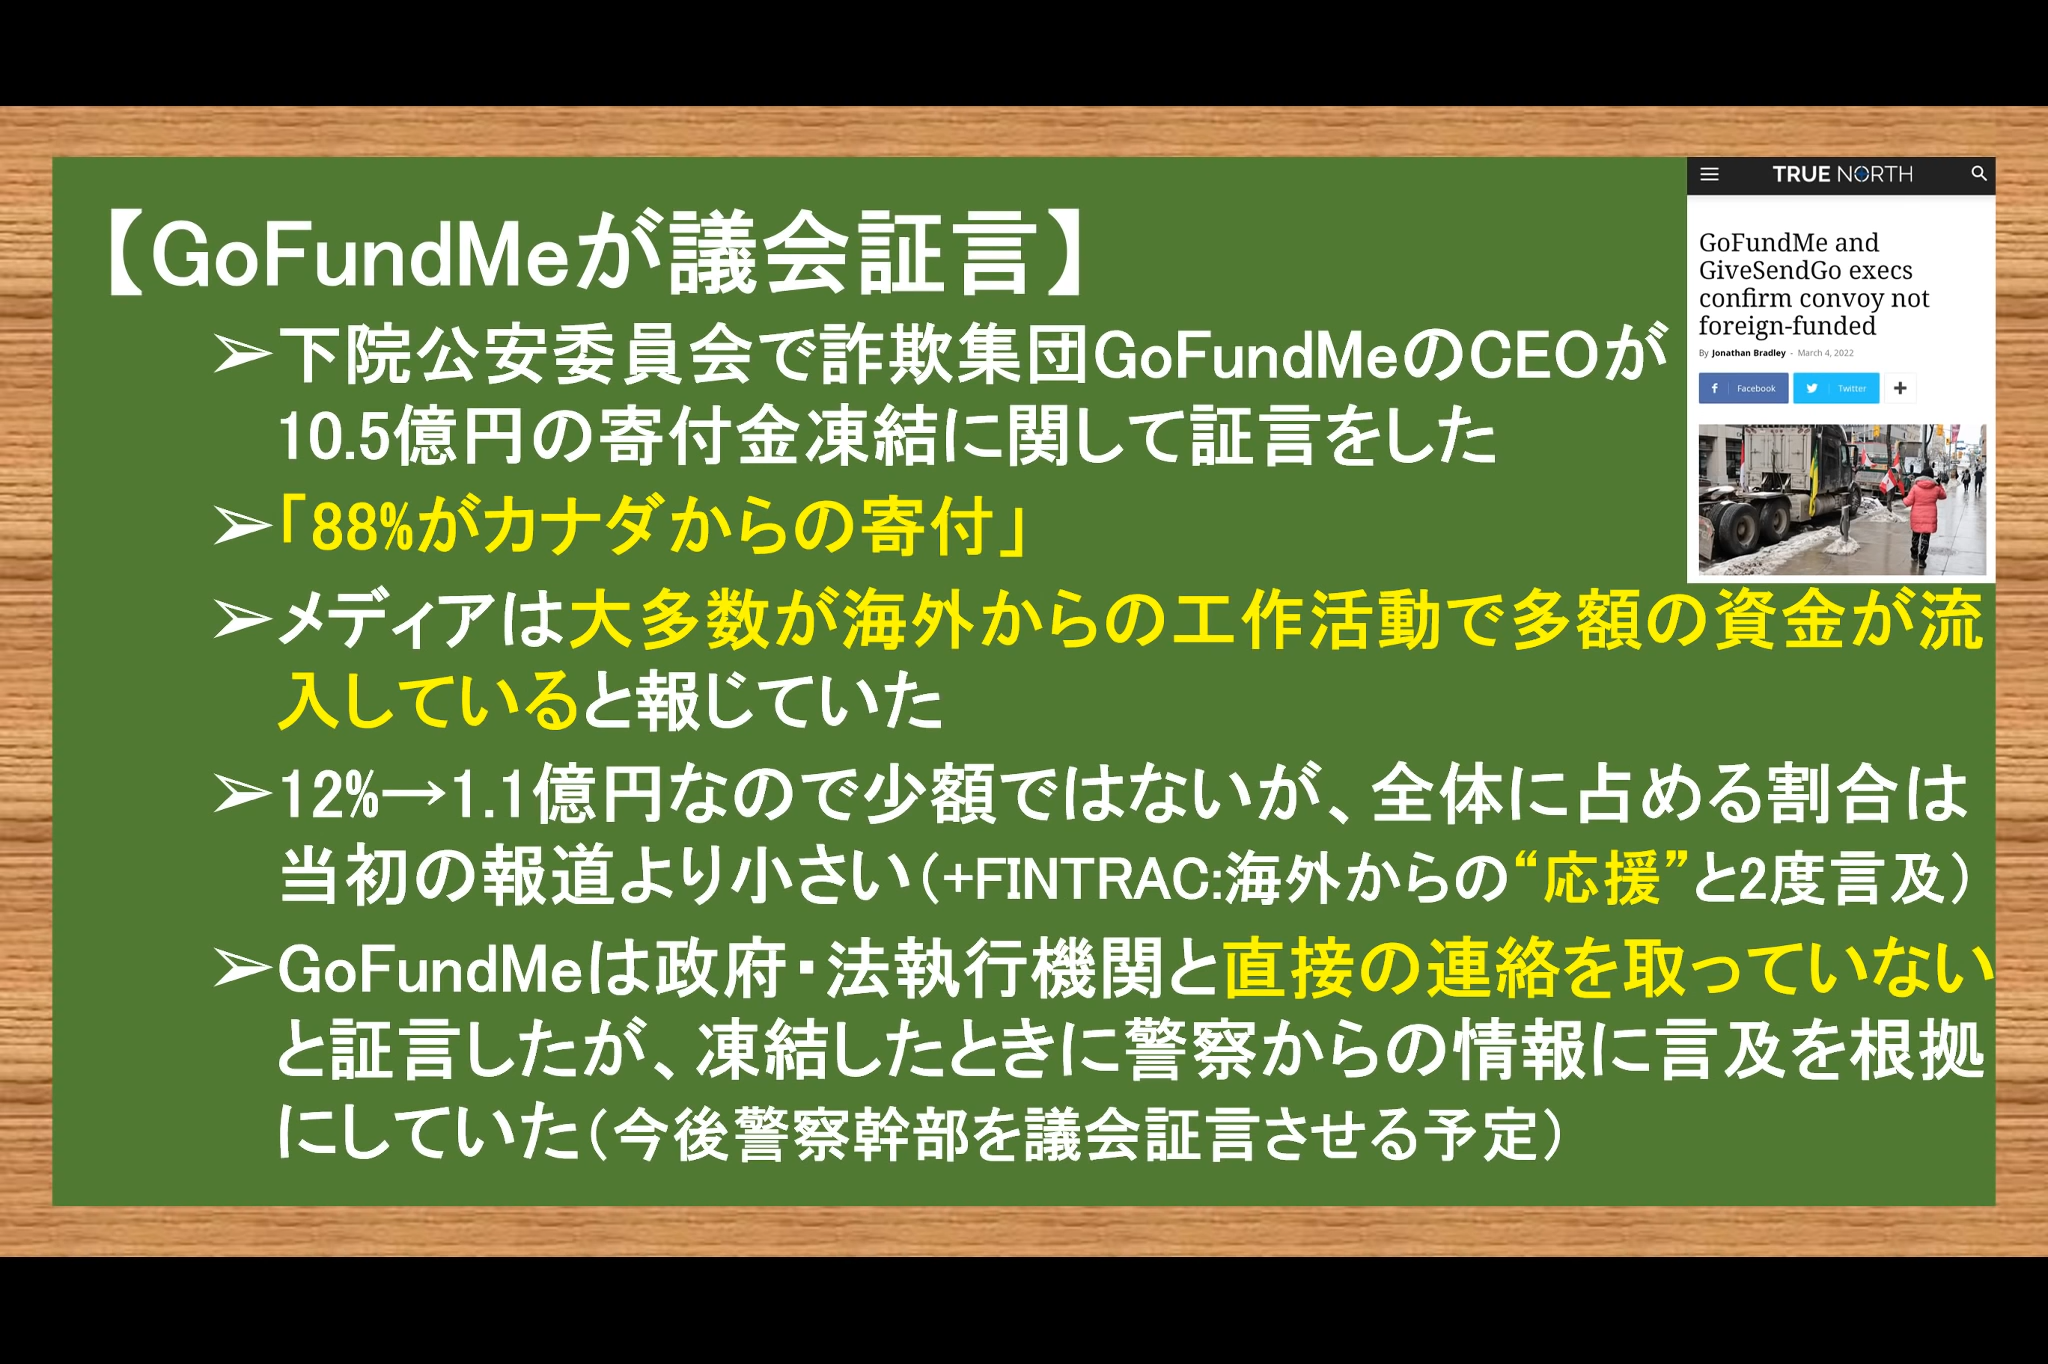 【GoFundMeが議会証言】
➢下院公安委員会で詐欺集団GoFundMeのCEOが
10.5億円の寄付金凍結に関して証言をした
➢「88%がカナダからの寄付」
➢メディアは大多数が海外からの工作活動で多額の資金が流
入していると報じていた
➢12%→1.1億円なので少額ではないが、全体に占める割合は
当初の報道より小さい（+FINTRAC:海外からの“応援”と2度言及）
➢GoFundMeは政府・法執行機関と直接の連絡を取っていない
と証言したが、凍結したときに警察からの情報に言及を根拠
にしていた（今後警察幹部を議会証言させる予定）
TRUE NORTH
GoFundMe and
GiveSendGo execs
confirm convoy not
foreign-funded
By Jonathan Bradley - March 4, 2022
Facebook Twitter